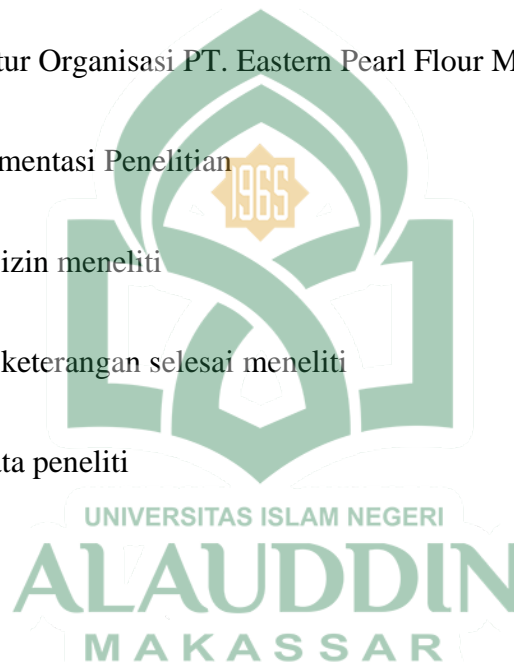 tur Organisasi PT. Eastern Pearl Flour M
mentasi Penelitian
1965
izin meneliti
keterangan selesai meneliti
ta peneliti
UNIVERSITAS ISLAM NEGERI
ALAUDDIN
MAKASSAR